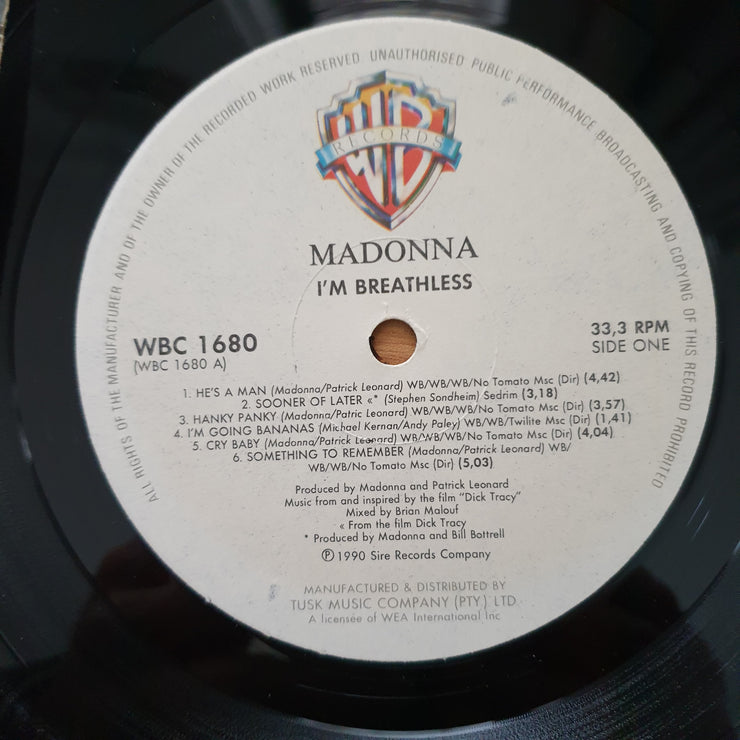 ALL RIGHTS OF THE MANUFACTURER AND OF THE OWNER OF THE RECORDED WORK RESERVED UNAUTHORISED PUBLIC PERFORMANCE BROADCASTING AND COPYING OF THIS RECORD PROHIBITED
WB
RECORDS
MADONNA
I'M BREATHLESS
WBC 1680
(WBC 1680 A)
33,3 RPM
SIDE ONE
1. HE'S A MAN (Madonna/Patrick Leonard) WB/WB/WB/No Tomato Msc (Dir) (4,42)
2. SOONER OF LATER «* (Stephen Sondheim) Sedrim (3,18)
3. HANKY PANKY (Madonna/Patric Leonard) WB/WB/WB/No Tomato Msc (Dir) (3,57)
4. I'M GOING BANANAS (Michael Kernan/Andy Paley) WB/WB/Twilite Msc (Dir) (1,41)
5. CRY BABY (Madonna/Patrick Leonard) WB/WB/WB/No Tomato Msc (Dir) (4,04)
6. SOMETHING TO REMEMBER (Madonna/Patrick Leonard) WB/
WB/WB/No Tomato Msc (Dir) (5,03)
Produced by Madonna and Patrick Leonard
Music from and inspired by the film "Dick Tracy"
Mixed by Brian Malouf
« From the film Dick Tracy
* Produced by Madonna and Bill Bottrell
℗ 1990 Sire Records Company
MANUFACTURED & DISTRIBUTED BY
TUSK MUSIC COMPANY (PTY) LTD
A licensee of WEA International Inc